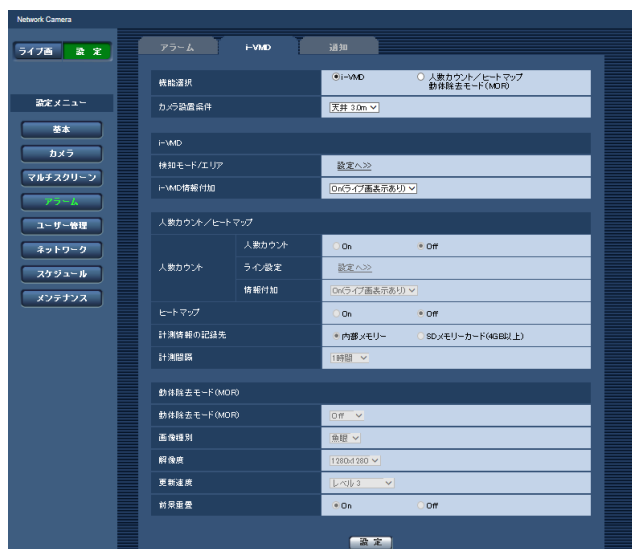 Network Camera
ライブ画
設 定
アラーム
i-VMD
通知
機能選択
i-VMD
人数カウント／ヒートマップ
動体除去モード(MOR)
カメラ設置条件
天井 3.0m
設定メニュー
基本
カメラ
マルチスクリーン
アラーム
ユーザー管理
ネットワーク
スケジュール
メンテナンス
i-VMD
検知モード/エリア
設定へ>>
i-VMD情報付加
On(ライブ画表示あり)
人数カウント／ヒートマップ
人数カウント
人数カウント
On
Off
ライン設定
設定へ>>
情報付加
On(ライブ画表示あり)
ヒートマップ
On
Off
計測情報の記録先
内部メモリー
SDメモリーカード(4GB以上)
計測間隔
1時間
動体除去モード(MOR)
動体除去モード(MOR)
Off
画像種別
魚眼
解像度
1280x1280
更新速度
レベル3
前景重畳
On
Off
設 定